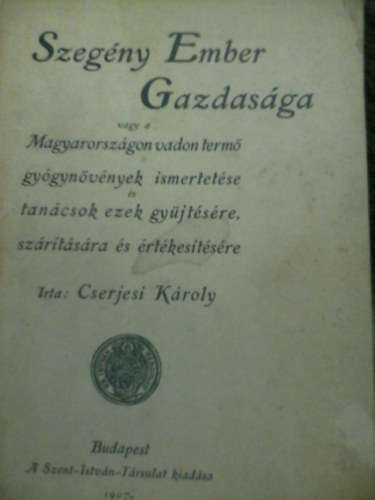 Szegény Ember
Gazdasága
vagy a
Magyarországon vadon termő
gyógynövények ismertetése
és
tanácsok ezek gyüjtésére,
szárítására és értékesítésére
Irta: Cserjesi Károly
Budapest
A Szent-István-Társulat kiadása
1907.